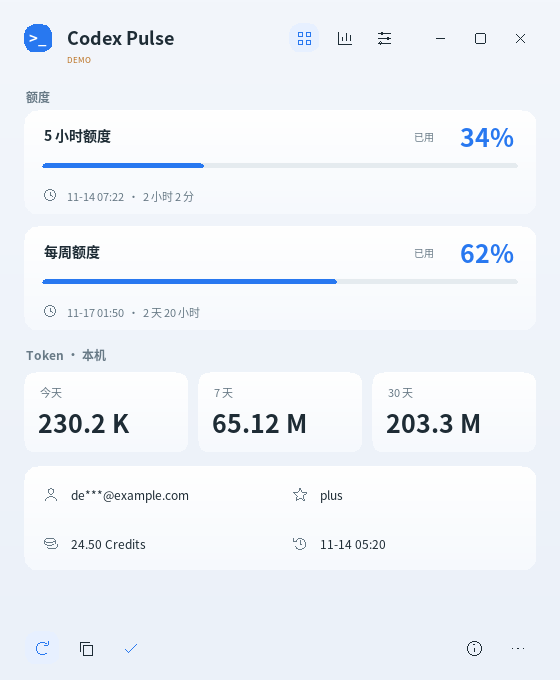 >_ Codex Pulse
DEMO
额度
5 小时额度 已用 34%
11-14 07:22 · 2 小时 2 分
每周额度 已用 62%
11-17 01:50 · 2 天 20 小时
Token · 本机
今天 7 天 30 天
230.2 K 65.12 M 203.3 M
de***@example.com plus
24.50 Credits 11-14 05:20